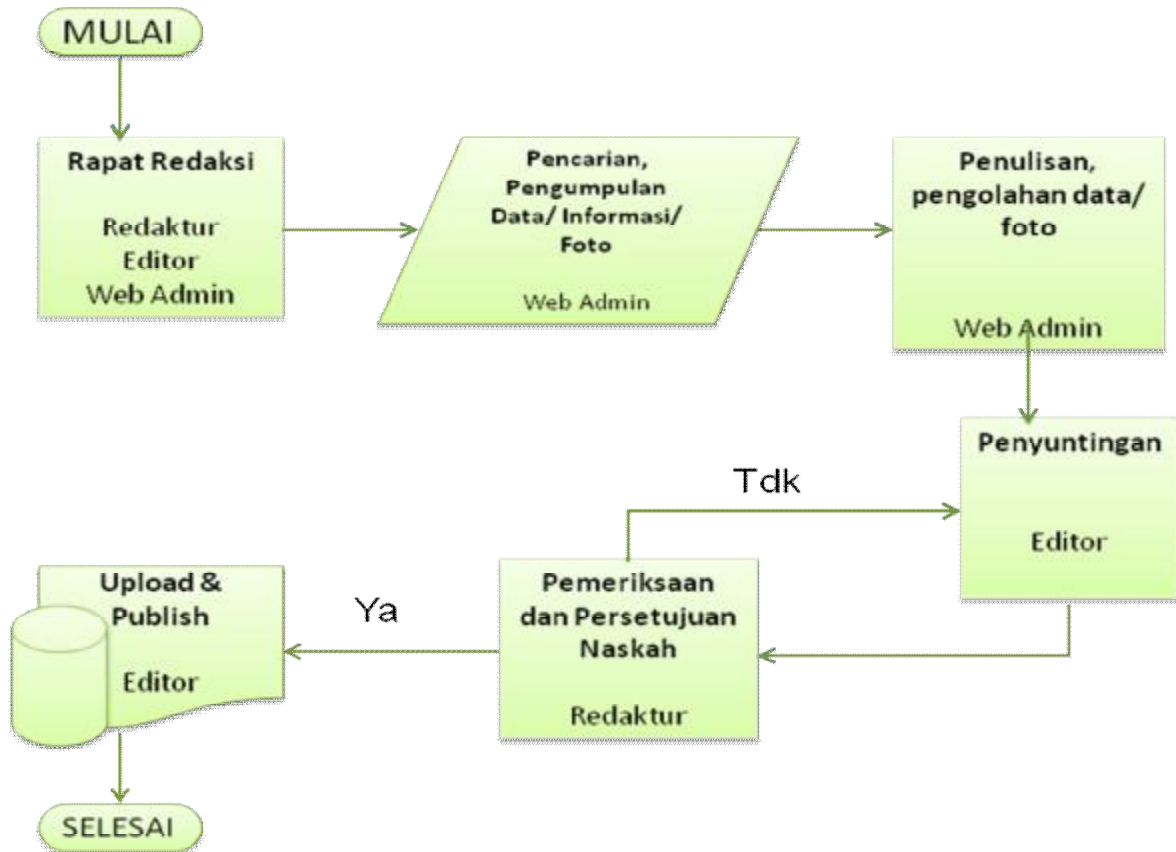 MULAI
Rapat Redaksi
Redaktur
Editor
Web Admin
Pencarian,
Pengumpulan
Data/ Informasi/
Foto
Web Admin
Penulisan,
pengolahan data/
foto
Web Admin
Penyuntingan
Editor
Tdk
Pemeriksaan
dan Persetujuan
Naskah
Redaktur
Ya
Upload &
Publish
Editor
SELESAI